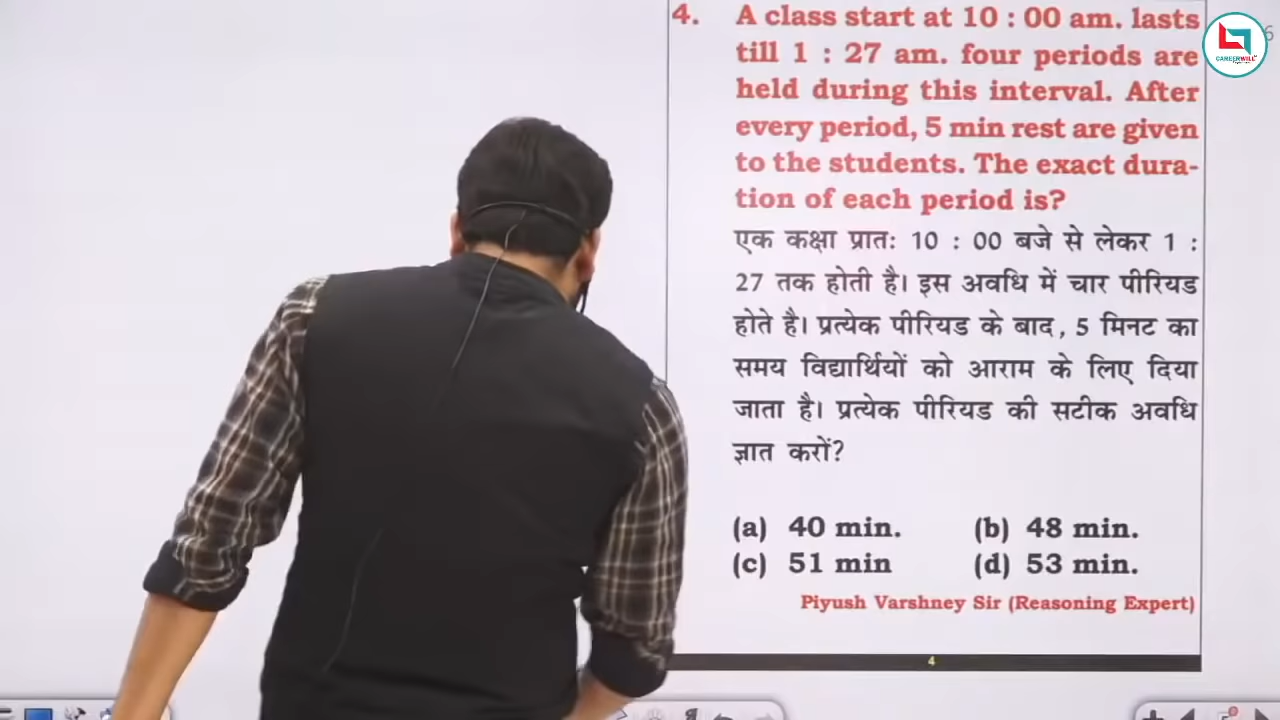 4. A class start at 10 : 00 am. lasts
till 1 : 27 am. four periods are
held during this interval. After
every period, 5 min rest are given
to the students. The exact dura-
tion of each period is?
एक कक्षा प्रातः 10 : 00 बजे से लेकर 1 :
27 तक होती है। इस अवधि में चार पीरियड
होते है। प्रत्येक पीरियड के बाद, 5 मिनट का
समय विद्यार्थियों को आराम के लिए दिया
जाता है। प्रत्येक पीरियड की सटीक अवधि
ज्ञात करों?
(a) 40 min. (b) 48 min.
(c) 51 min (d) 53 min.
Piyush Varshney Sir (Reasoning Expert)
4
CAREERWILL
6